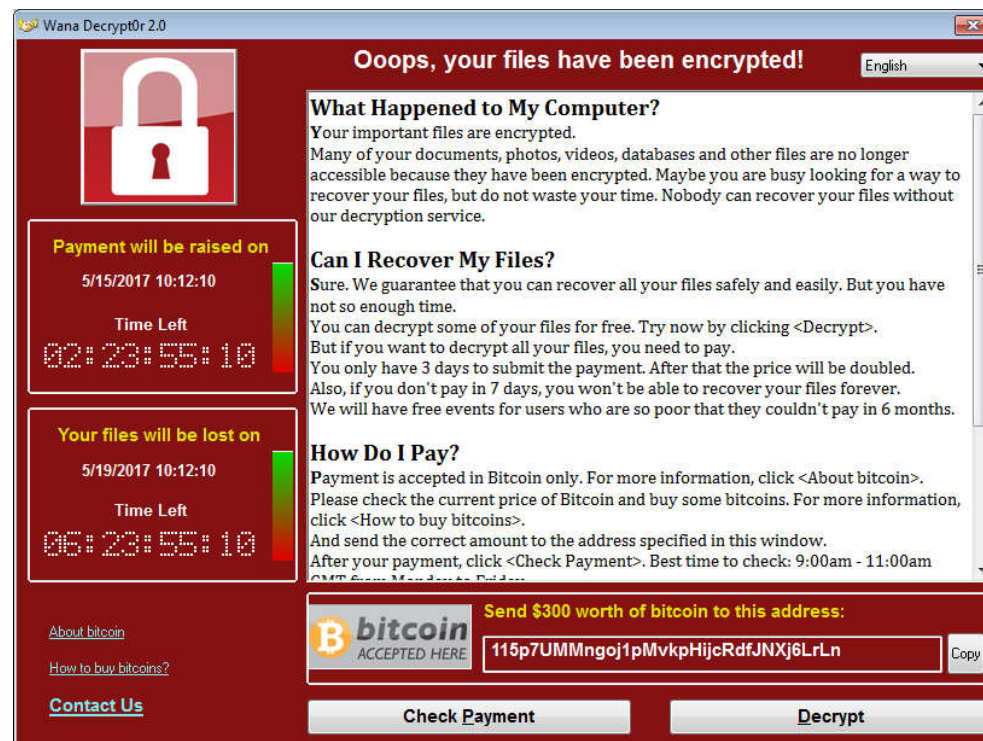 Wana Decrypt0r 2.0
Ooops, your files have been encrypted!
English
What Happened to My Computer?
Your important files are encrypted.
Many of your documents, photos, videos, databases and other files are no longer
accessible because they have been encrypted. Maybe you are busy looking for a way to
recover your files, but do not waste your time. Nobody can recover your files without
our decryption service.
Can I Recover My Files?
Sure. We guarantee that you can recover all your files safely and easily. But you have
not so enough time.
You can decrypt some of your files for free. Try now by clicking <Decrypt>.
But if you want to decrypt all your files, you need to pay.
You only have 3 days to submit the payment. After that the price will be doubled.
Also, if you don't pay in 7 days, you won't be able to recover your files forever.
We will have free events for users who are so poor that they couldn't pay in 6 months.
How Do I Pay?
Payment is accepted in Bitcoin only. For more information, click <About bitcoin>.
Please check the current price of Bitcoin and buy some bitcoins. For more information,
click <How to buy bitcoins>.
And send the correct amount to the address specified in this window.
After your payment, click <Check Payment>. Best time to check: 9:00am - 11:00am
GMT from Monday to Friday
Payment will be raised on
5/15/2017 10:12:10
Time Left
02:23:55:10
Your files will be lost on
5/19/2017 10:12:10
Time Left
06:23:55:10
About bitcoin
How to buy bitcoins?
Contact Us
bitcoin
ACCEPTED HERE
Send $300 worth of bitcoin to this address:
115p7UMMngoj1pMvkpHijcRdfJNXj6LrLn
Copy
Check Payment
Decrypt